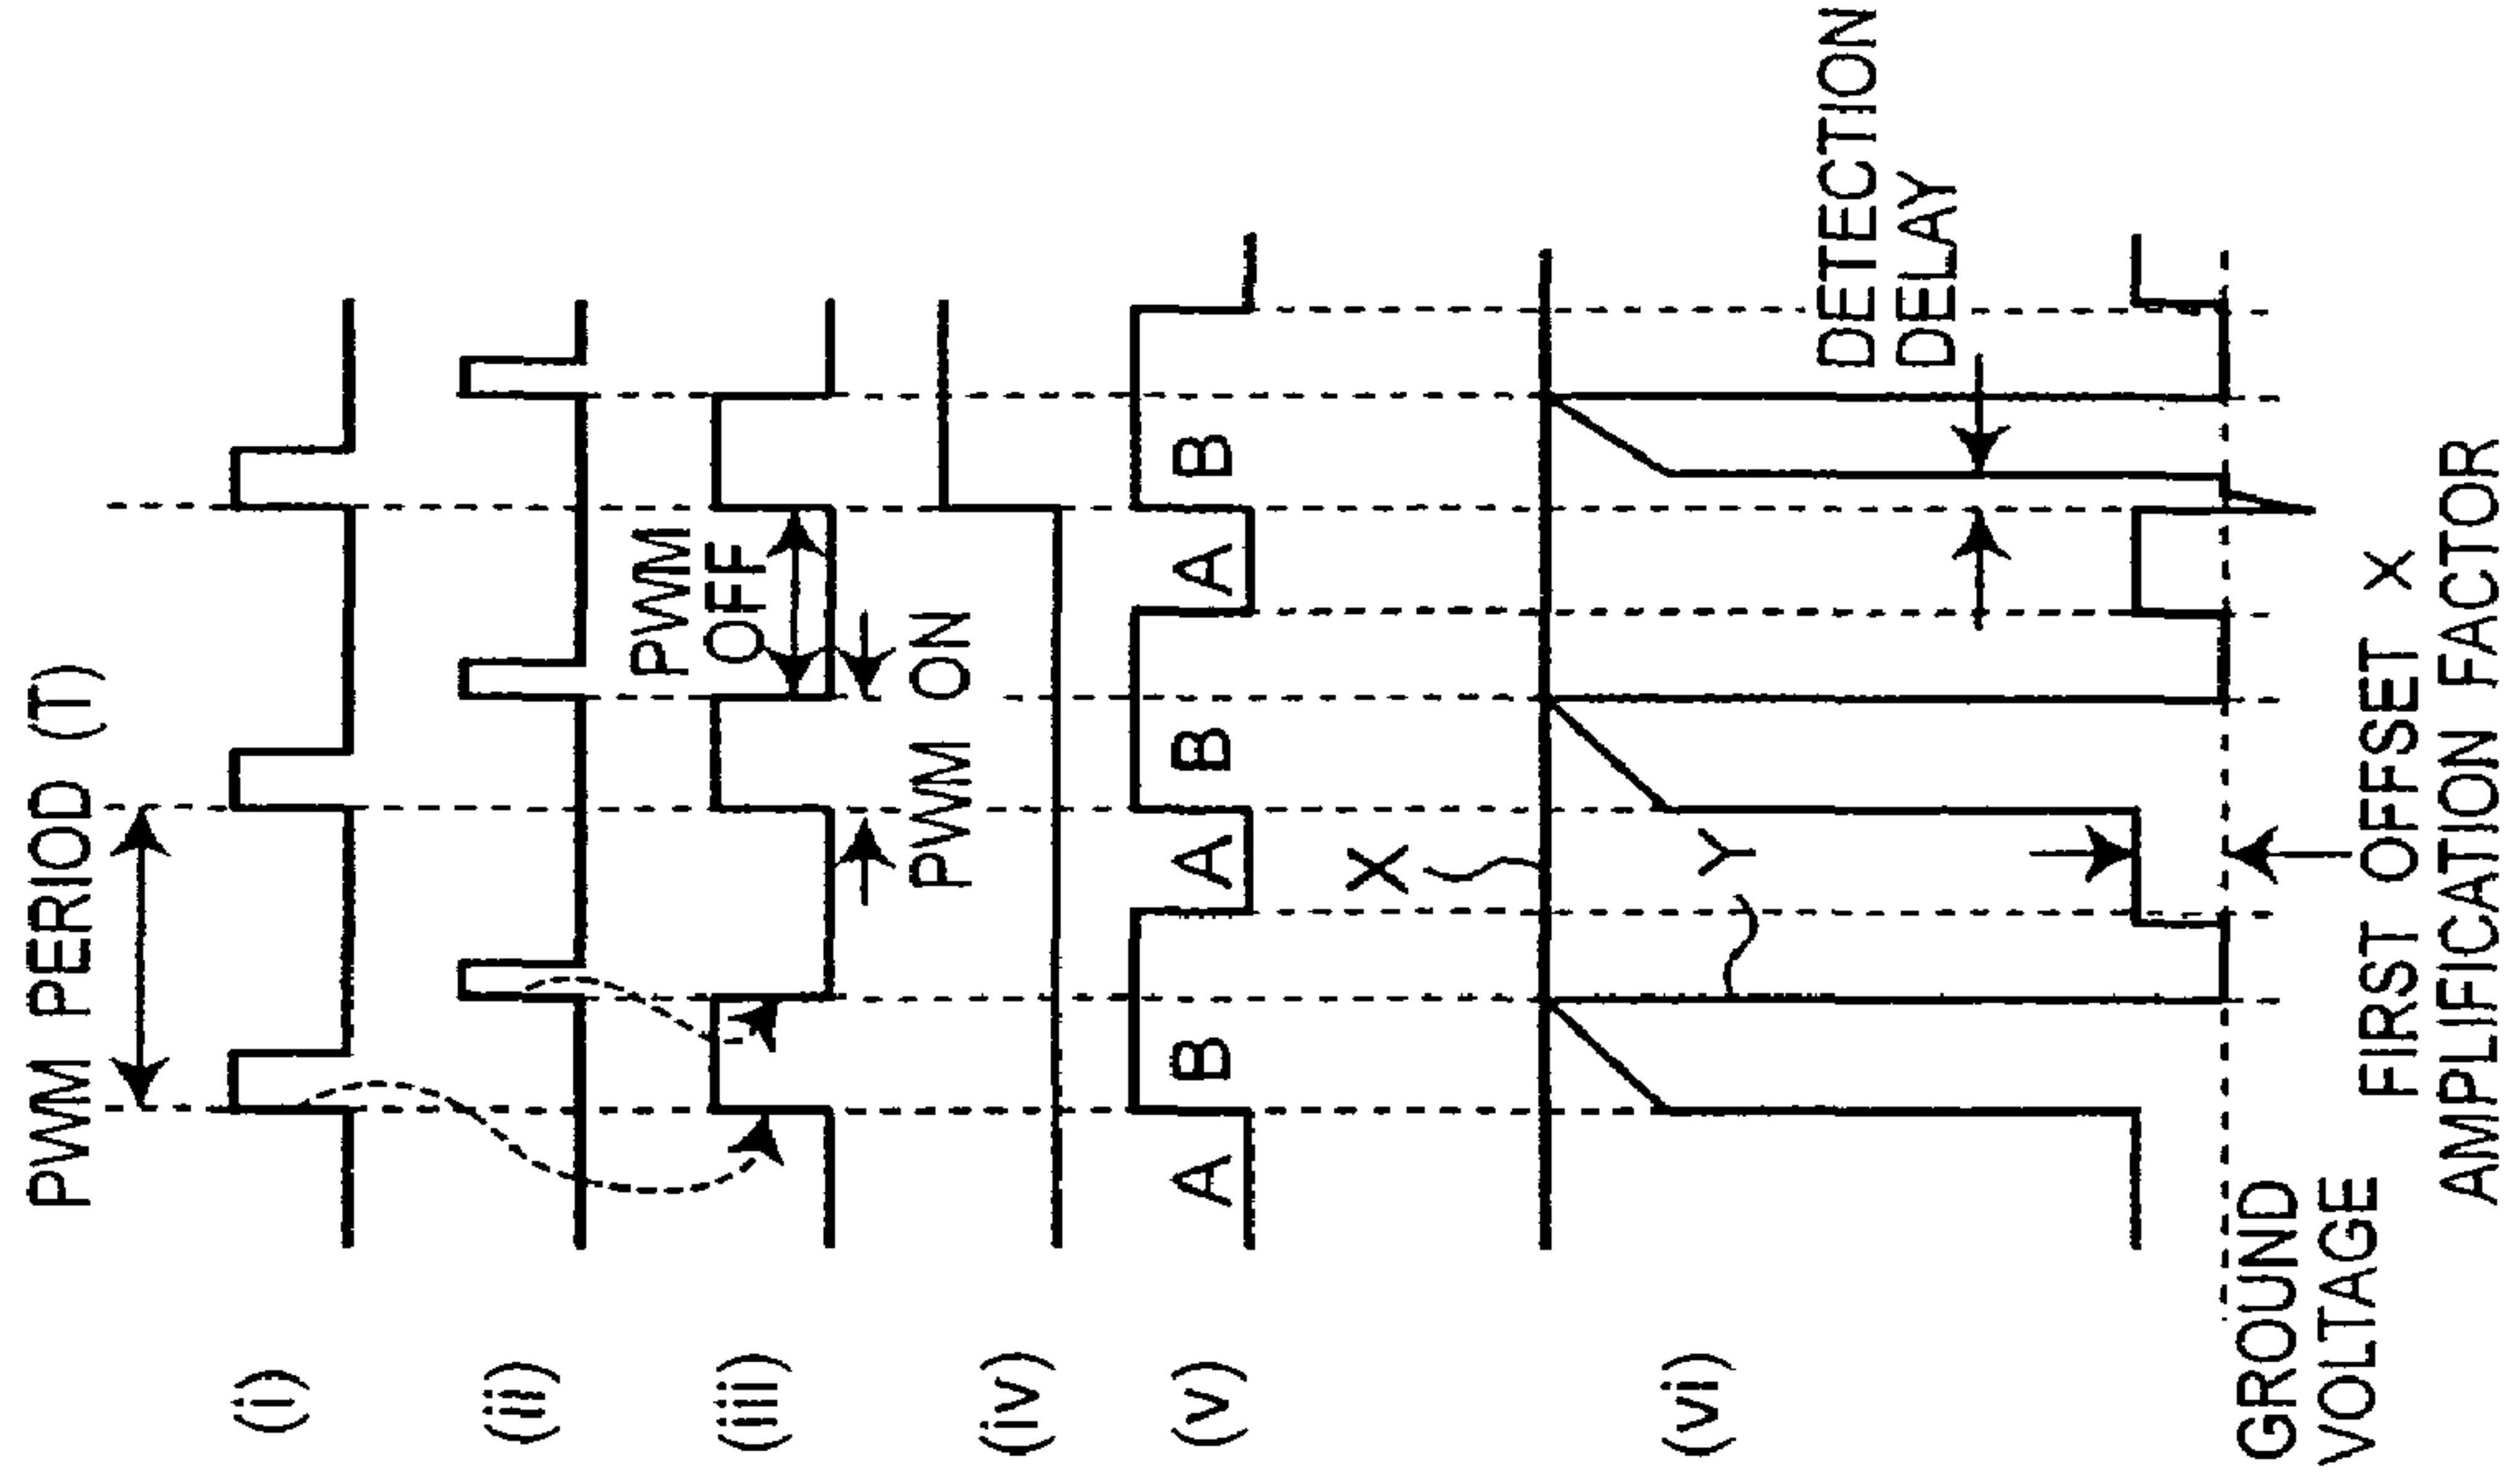 PWM PERIOD (T)
(i)
(ii)
PWM
OFF
(iii)
PWM ON
(iv)
A B A B A B
(v)
X
Y
(vi)
DETECTION
DELAY
GROUND
VOLTAGE
FIRST OFFSET X
AMPLIFICATION FACTOR